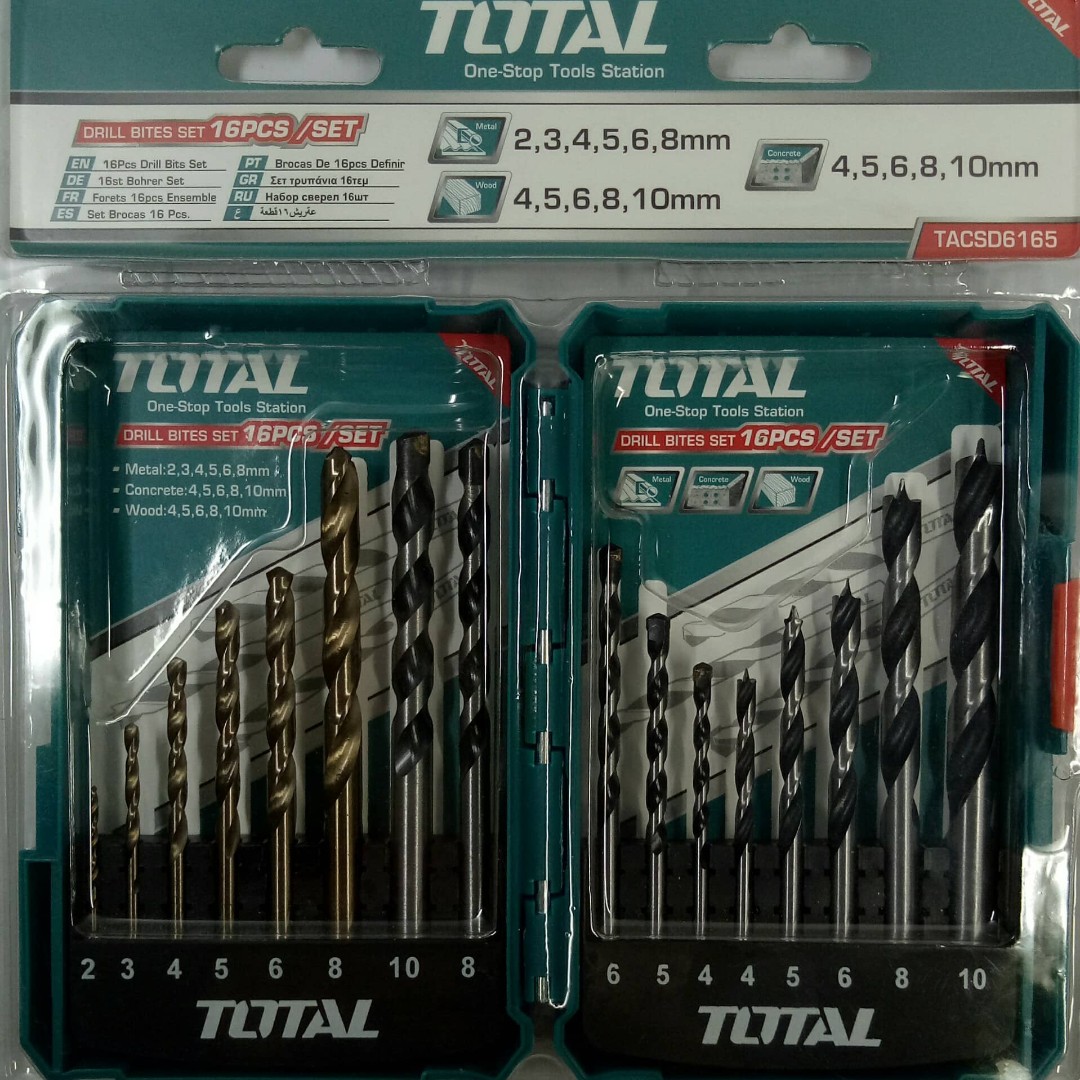 TOTAL
One-Stop Tools Station
TOTAL
DRILL BITES SET 16PCS/SET
EN 16Pcs Drill Bits Set
DE 16st Bohrer Set
FR Forets 16pcs Ensemble
ES Set Brocas 16 Pcs.
PT Brocas De 16pcs Definir
GR Σετ τρυπάνια 16τεμ
RU Набор сверел 16шт
ع
Metal 2,3,4,5,6,8mm
Wood 4,5,6,8,10mm
Concrete 4,5,6,8,10mm
TACSD6165
TOTAL
One-Stop Tools Station
TOTAL
DRILL BITES SET 16PCS/SET
Metal:2,3,4,5,6,8mm
Concrete:4,5,6,8,10mm
Wood:4,5,6,8,10mm
2 3 4 5 6 8 10 8
TOTAL
TOTAL
One-Stop Tools Station
TOTAL
DRILL BITES SET 16PCS/SET
Metal Concrete Wood
TOTAL
TOTAL
6 5 4 4 5 6 8 10
TOTAL